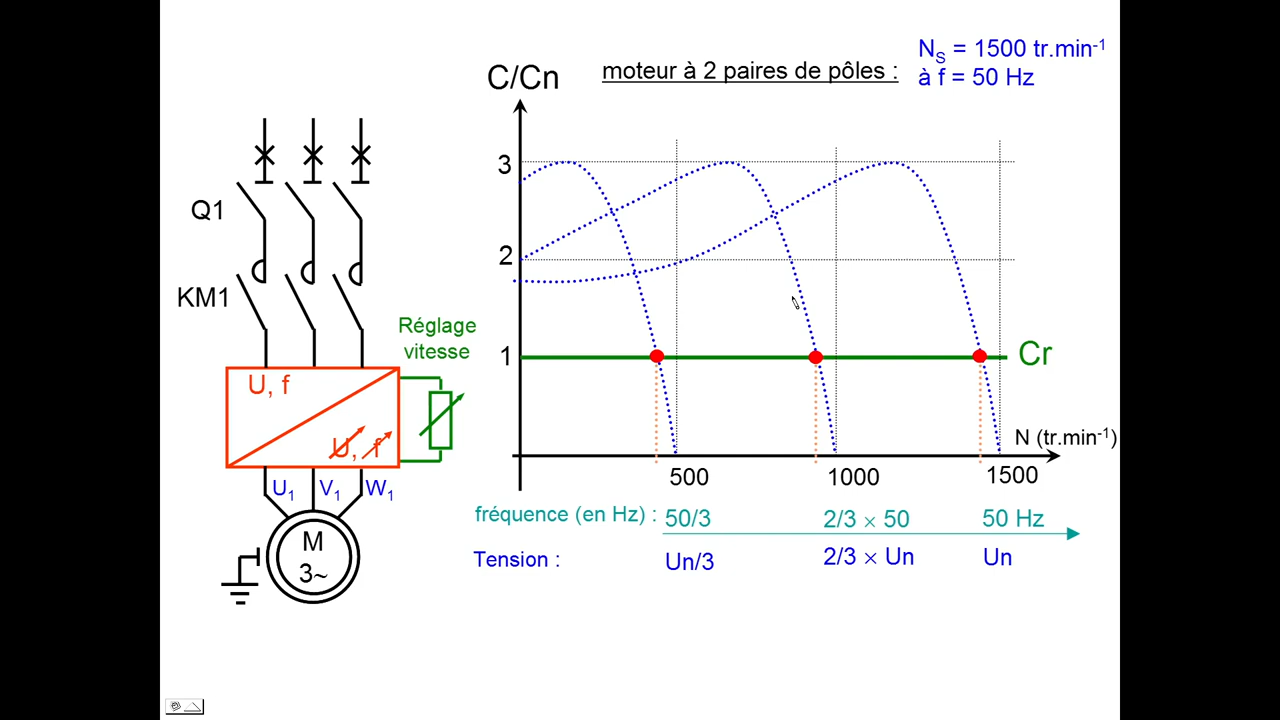 moteur à 2 paires de pôles :
N_S = 1500 tr.min⁻¹
à f = 50 Hz
C/Cn
3
2
1
Cr
N (tr.min⁻¹)
500
1000
1500
fréquence (en Hz) :
50/3
2/3 × 50
50 Hz
Tension :
Un/3
2/3 × Un
Un
Q1
KM1
Réglage
vitesse
U, f
U, f
U₁
V₁
W₁
M
3~